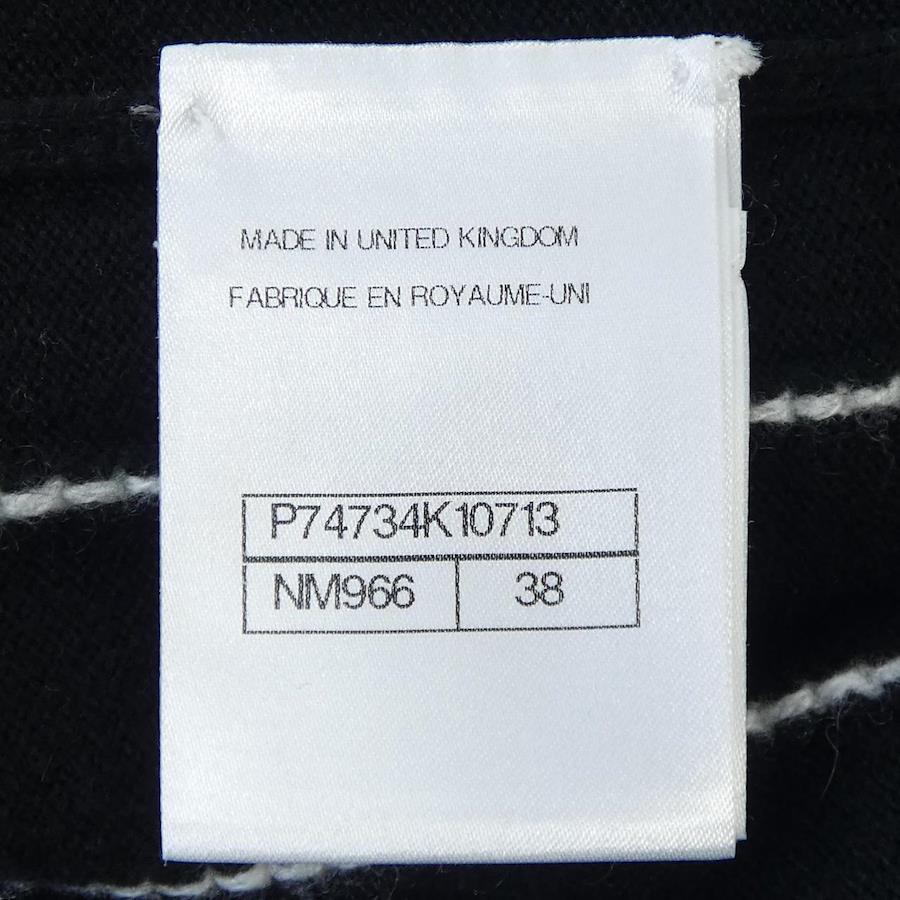 MADE IN UNITED KINGDOM
FABRIQUE EN ROYAUME-UNI
P74734K10713
NM966 38